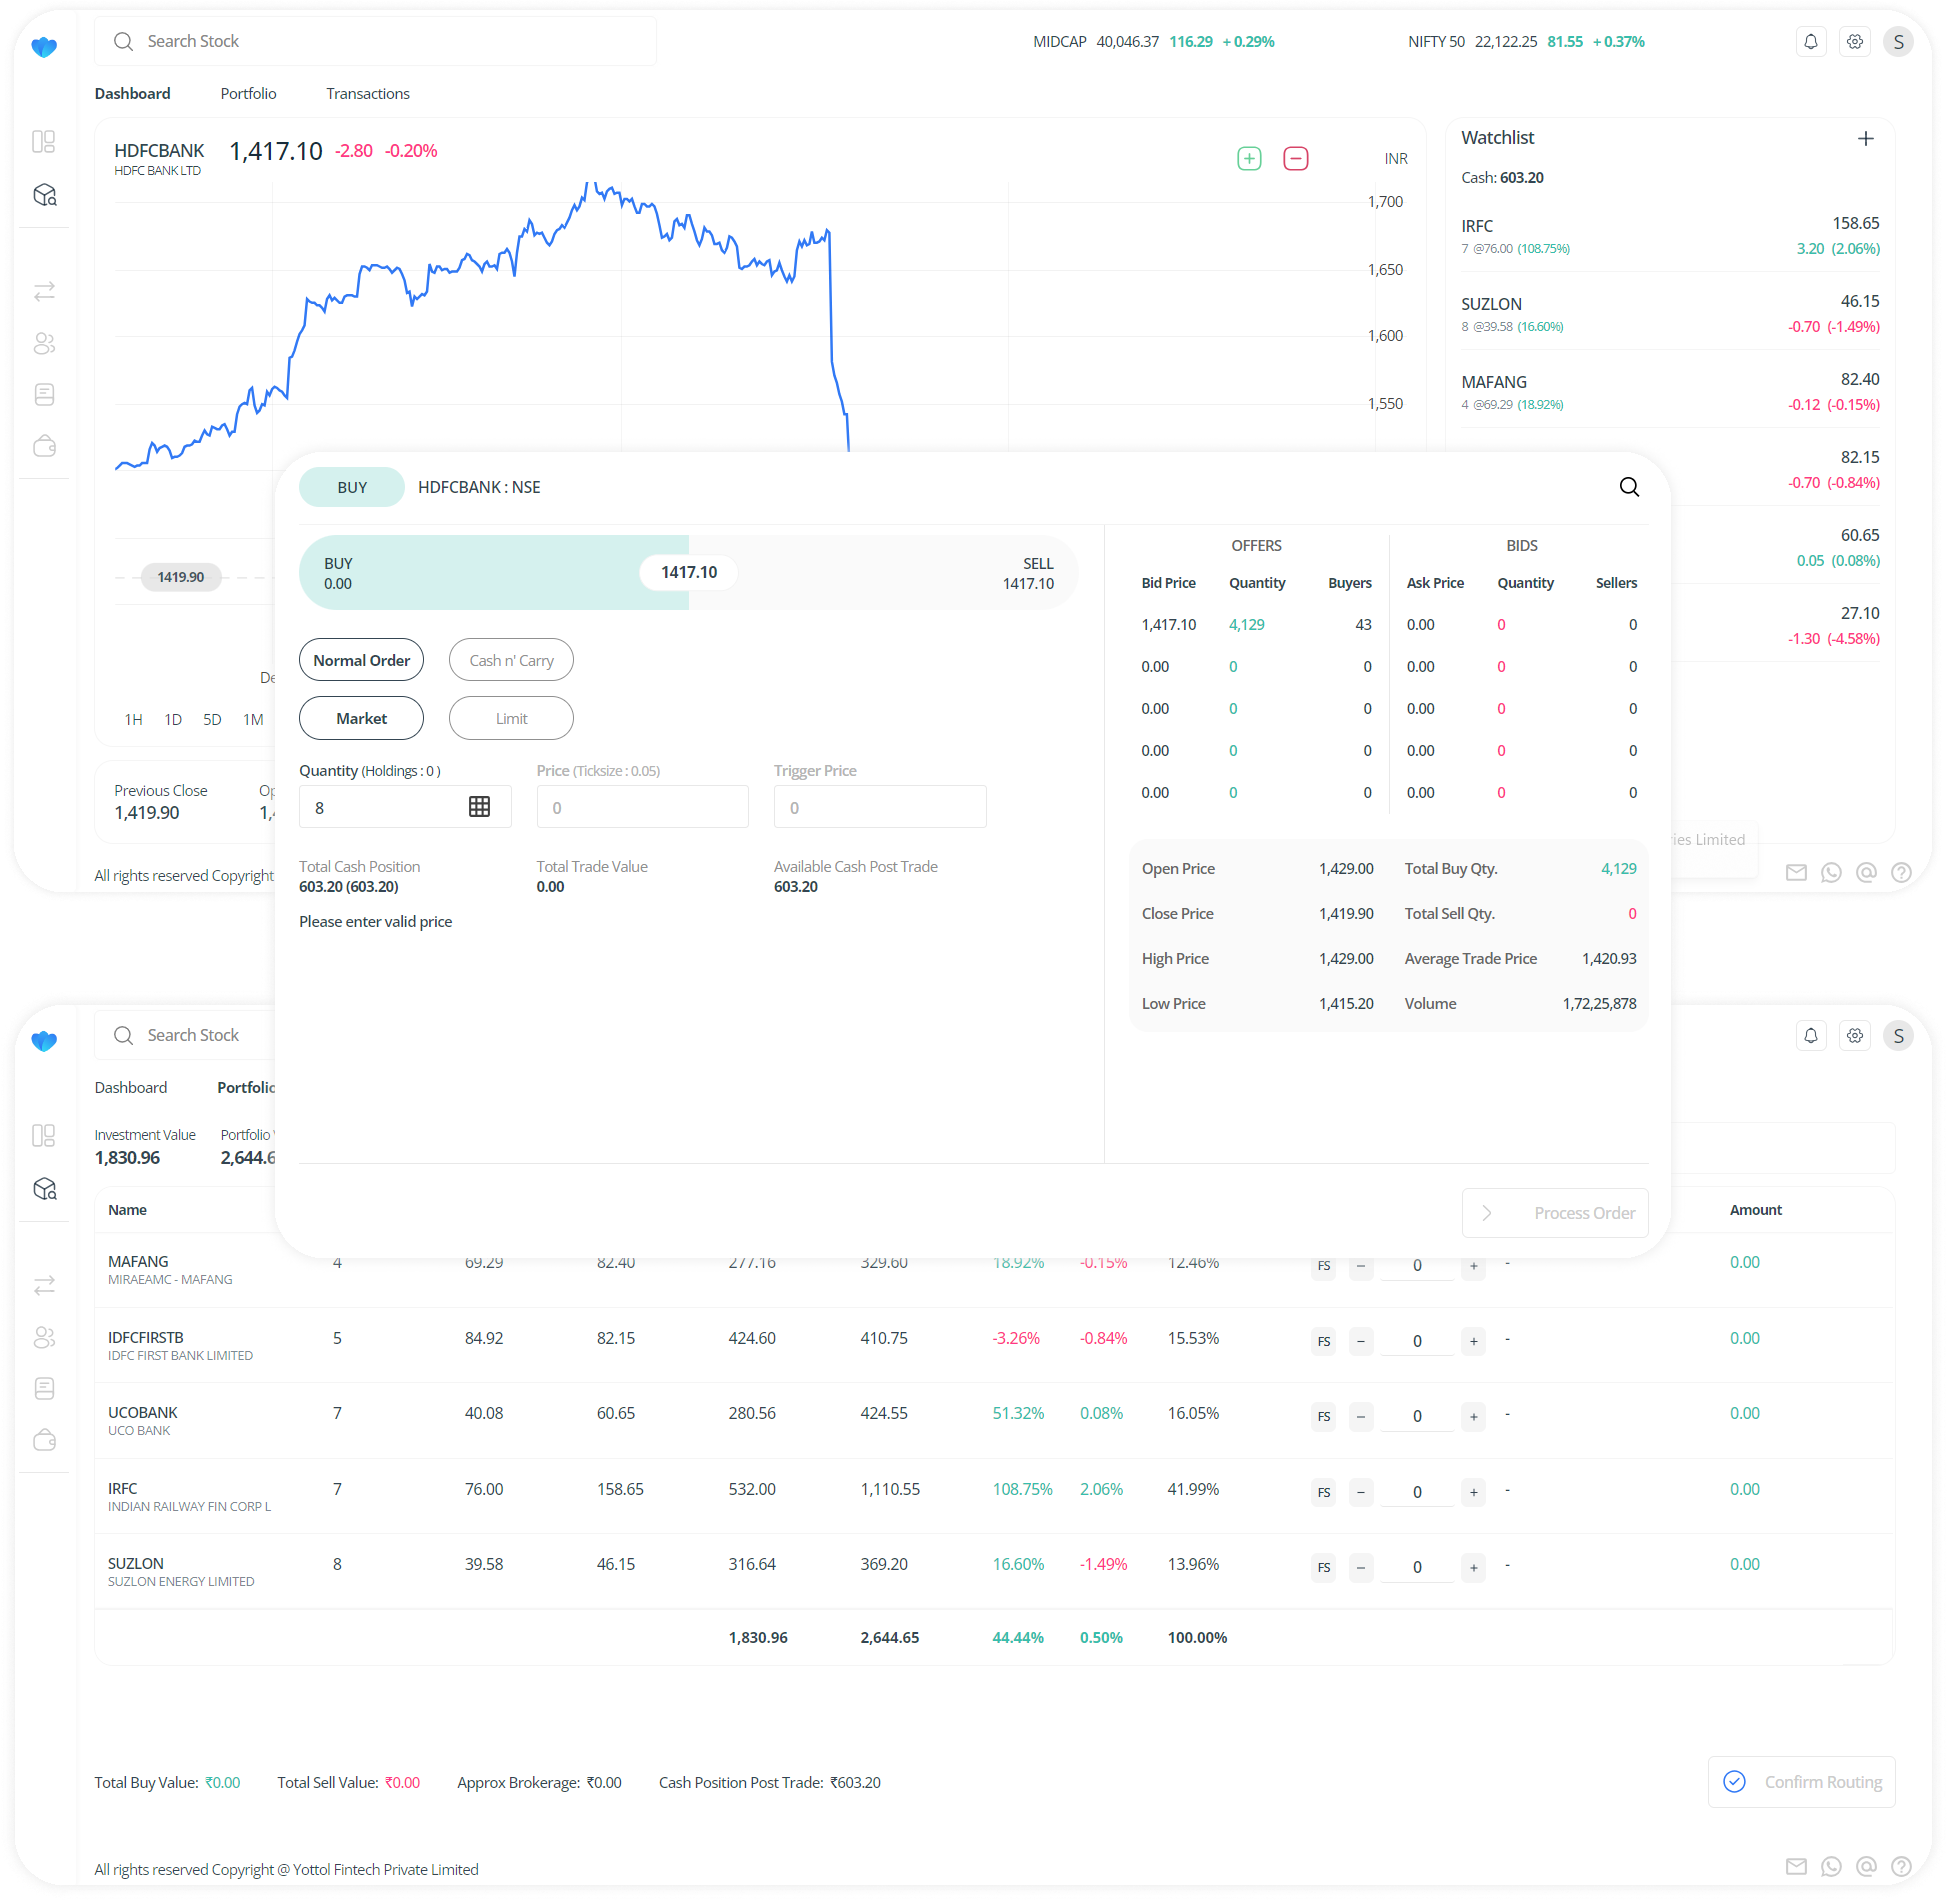 Search Stock
MIDCAP 40,046.37 116.29 + 0.29%
NIFTY 50 22,122.25 81.55 + 0.37%
S
Dashboard Portfolio Transactions
HDFCBANK 1,417.10 -2.80 -0.20%
HDFC BANK LTD
INR
1,700
1,650
1,600
1,550
1419.90
1H 1D 5D 1M
Previous Close
1,419.90
All rights reserved Copyright
Watchlist
Cash: 603.20
IRFC 158.65
7 @76.00 (108.75%) 3.20 (2.06%)
SUZLON 46.15
8 @39.58 (16.60%) -0.70 (-1.49%)
MAFANG 82.40
4 @69.29 (18.92%) -0.12 (-0.15%)
82.15
-0.70 (-0.84%)
60.65
0.05 (0.08%)
27.10
-1.30 (-4.58%)
Limited
BUY HDFCBANK : NSE
BUY 1417.10 SELL
0.00 1417.10
Normal Order Cash n' Carry
Market Limit
Quantity (Holdings : 0 ) Price (Ticksize : 0.05) Trigger Price
8 0 0
Total Cash Position Total Trade Value Available Cash Post Trade
603.20 (603.20) 0.00 603.20
Please enter valid price
OFFERS BIDS
Bid Price Quantity Buyers Ask Price Quantity Sellers
1,417.10 4,129 43 0.00 0 0
0.00 0 0 0.00 0 0
0.00 0 0 0.00 0 0
0.00 0 0 0.00 0 0
0.00 0 0 0.00 0 0
Open Price 1,429.00 Total Buy Qty. 4,129
Close Price 1,419.90 Total Sell Qty. 0
High Price 1,429.00 Average Trade Price 1,420.93
Low Price 1,415.20 Volume 1,72,25,878
Process Order
Search Stock
S
Dashboard Portfolio
Investment Value Portfolio
1,830.96 2,644.6
Name Amount
MAFANG 4 69.29 82.40 277.16 329.60 18.92% -0.15% 12.46% FS − 0 + - 0.00
MIRAEAMC - MAFANG
IDFCFIRSTB 5 84.92 82.15 424.60 410.75 -3.26% -0.84% 15.53% FS − 0 + - 0.00
IDFC FIRST BANK LIMITED
UCOBANK 7 40.08 60.65 280.56 424.55 51.32% 0.08% 16.05% FS − 0 + - 0.00
UCO BANK
IRFC 7 76.00 158.65 532.00 1,110.55 108.75% 2.06% 41.99% FS − 0 + - 0.00
INDIAN RAILWAY FIN CORP L
SUZLON 8 39.58 46.15 316.64 369.20 16.60% -1.49% 13.96% FS − 0 + - 0.00
SUZLON ENERGY LIMITED
1,830.96 2,644.65 44.44% 0.50% 100.00%
Total Buy Value: ₹0.00 Total Sell Value: ₹0.00 Approx Brokerage: ₹0.00 Cash Position Post Trade: ₹603.20
Confirm Routing
All rights reserved Copyright @ Yottol Fintech Private Limited